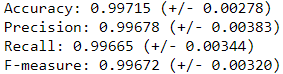 Accuracy: 0.99715 (+/- 0.00278)
Precision: 0.99678 (+/- 0.00383)
Recall: 0.99665 (+/- 0.00344)
F-measure: 0.99672 (+/- 0.00320)